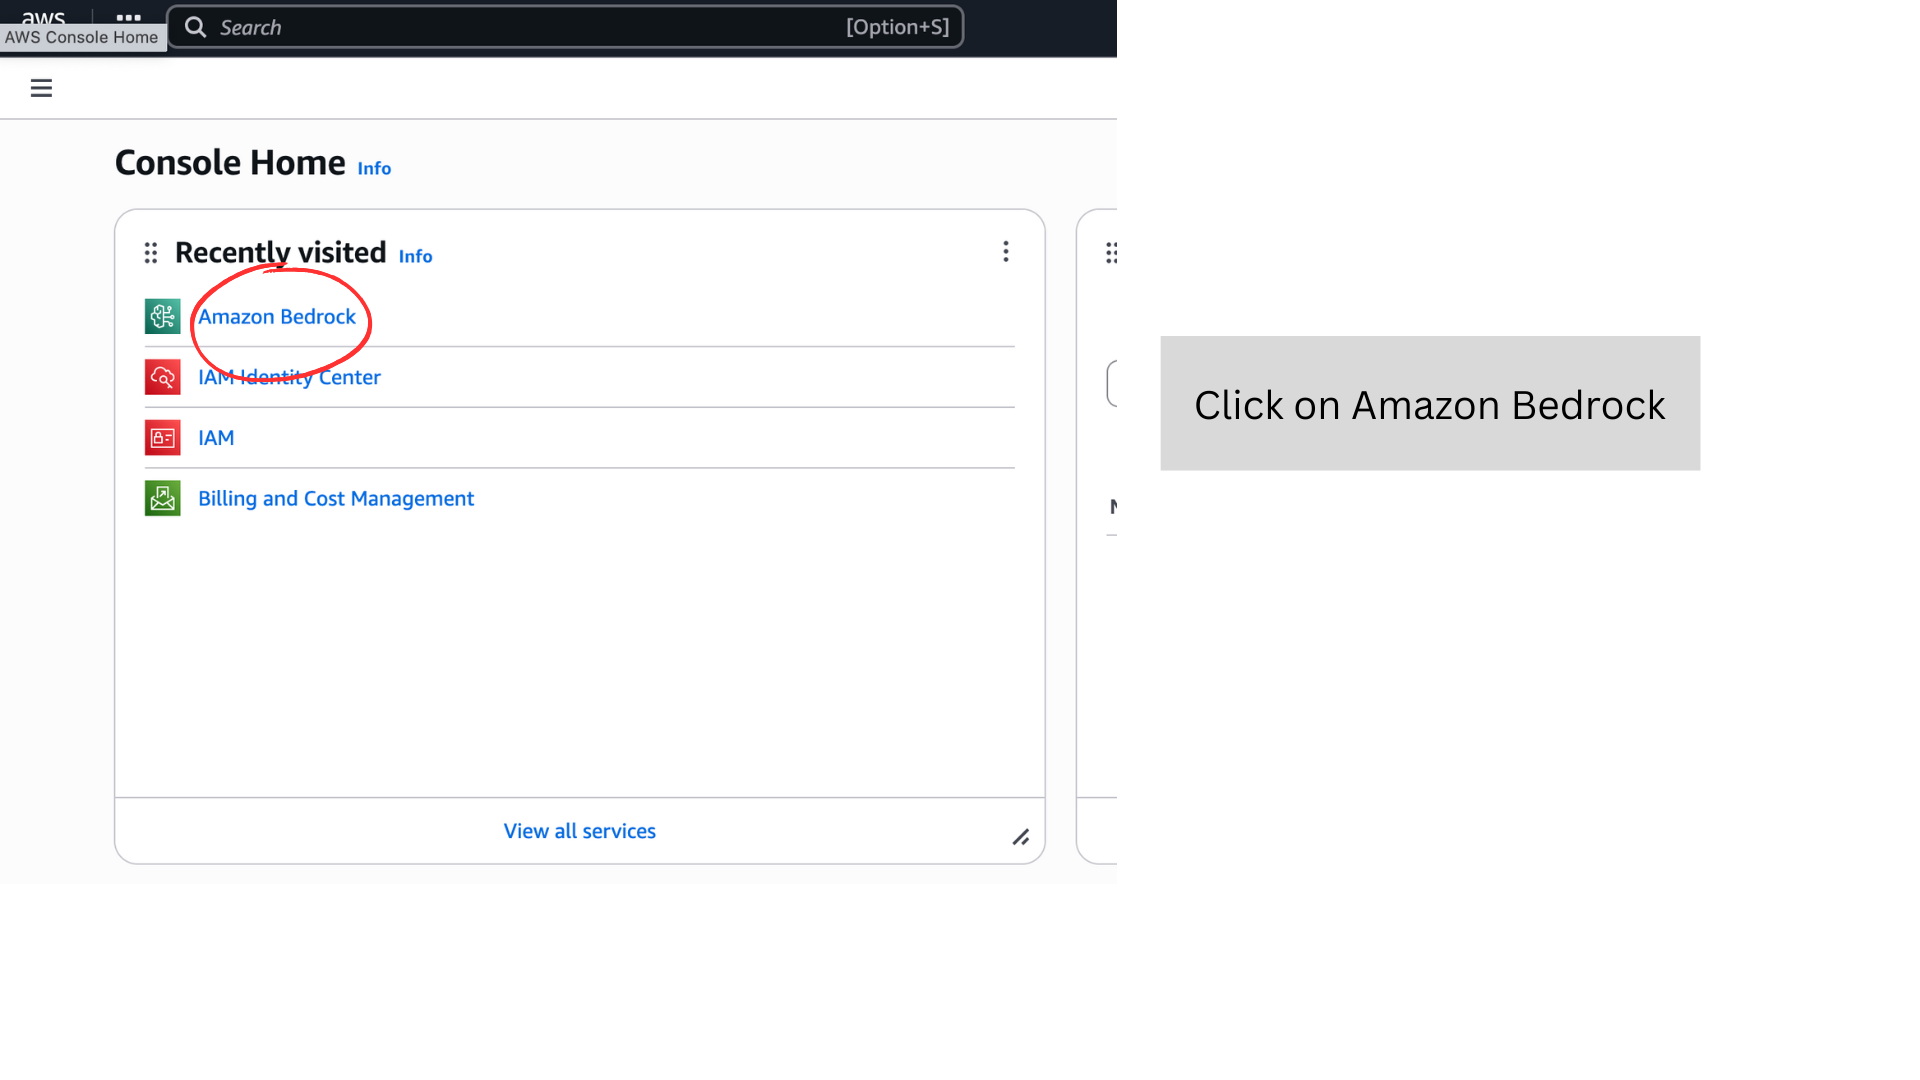 aws
AWS Console Home
Search
[Option+S]
Console Home Info
Recently visited Info
Amazon Bedrock
IAM Identity Center
IAM
Billing and Cost Management
View all services
Click on Amazon Bedrock